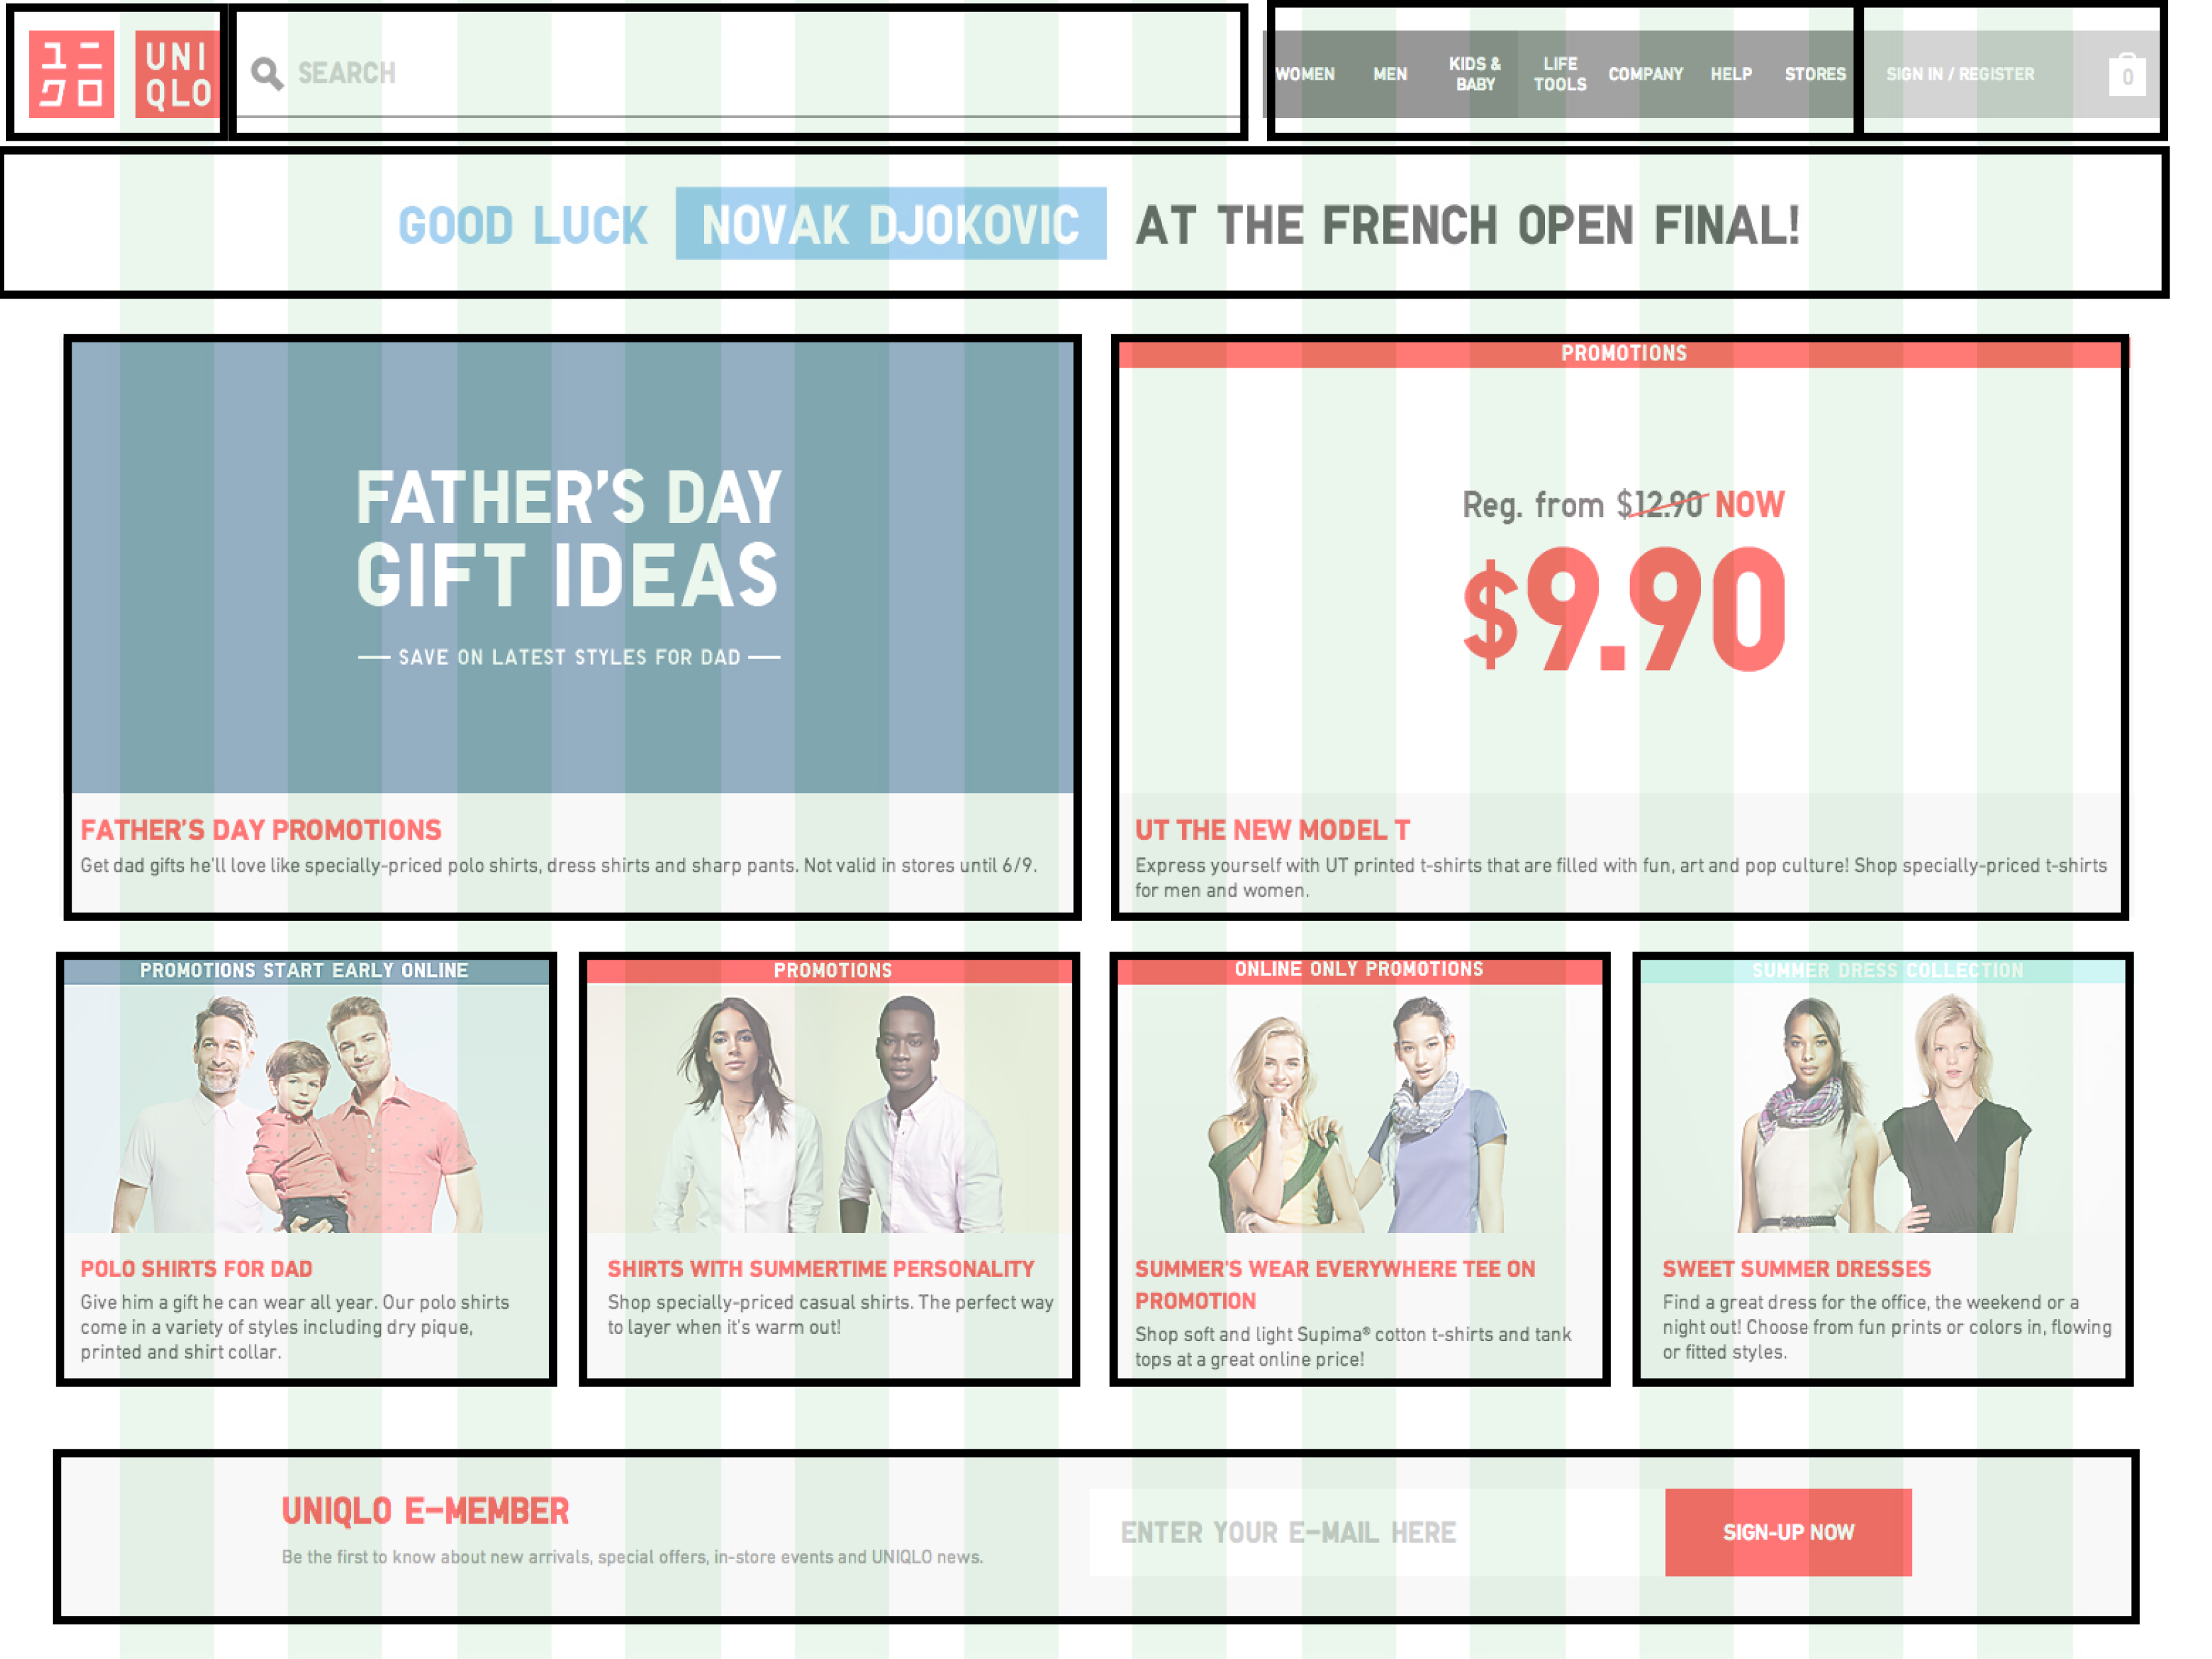 ユニ
クロ
UNI
QLO
SEARCH
WOMEN
MEN
KIDS &
BABY
LIFE
TOOLS
COMPANY
HELP
STORES
SIGN IN / REGISTER
0
GOOD LUCK NOVAK DJOKOVIC AT THE FRENCH OPEN FINAL!
FATHER'S DAY
GIFT IDEAS
SAVE ON LATEST STYLES FOR DAD
FATHER'S DAY PROMOTIONS
Get dad gifts he'll love like specially-priced polo shirts, dress shirts and sharp pants. Not valid in stores until 6/9.
PROMOTIONS
Reg. from $12.90 NOW
$9.90
UT THE NEW MODEL T
Express yourself with UT printed t-shirts that are filled with fun, art and pop culture! Shop specially-priced t-shirts
for men and women.
PROMOTIONS START EARLY ONLINE
POLO SHIRTS FOR DAD
Give him a gift he can wear all year. Our polo shirts
come in a variety of styles including dry pique,
printed and shirt collar.
PROMOTIONS
SHIRTS WITH SUMMERTIME PERSONALITY
Shop specially-priced casual shirts. The perfect way
to layer when it's warm out!
ONLINE ONLY PROMOTIONS
SUMMER'S WEAR EVERYWHERE TEE ON
PROMOTION
Shop soft and light Supima® cotton t-shirts and tank
tops at a great online price!
SUMMER DRESS COLLECTION
SWEET SUMMER DRESSES
Find a great dress for the office, the weekend or a
night out! Choose from fun prints or colors in, flowing
or fitted styles.
UNIQLO E-MEMBER
Be the first to know about new arrivals, special offers, in-store events and UNIQLO news.
ENTER YOUR E-MAIL HERE
SIGN-UP NOW